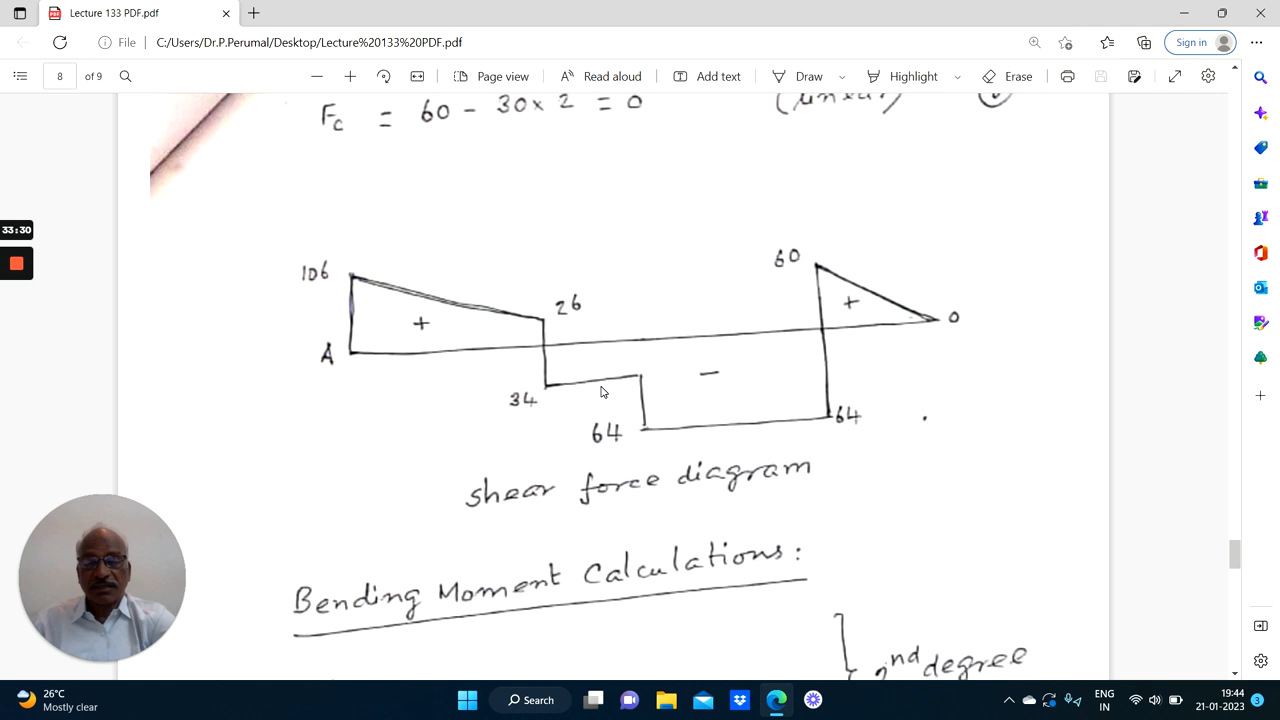 Lecture 133 PDF.pdf
File
C:/Users/Dr.P.Perumal/Desktop/Lecture%20133%20PDF.pdf
Sign in
8 of 9
Page view
Read aloud
Add text
Draw
Highlight
Erase
Fc = 60 - 30 x 2 = 0 (linear)
33:30
60
106
26
+
+
0
A
-
34
64
64
shear force diagram
Bending Moment Calculations:
2nd degree
26°C
Mostly clear
Search
ENG
IN
19:44
21-01-2023
3